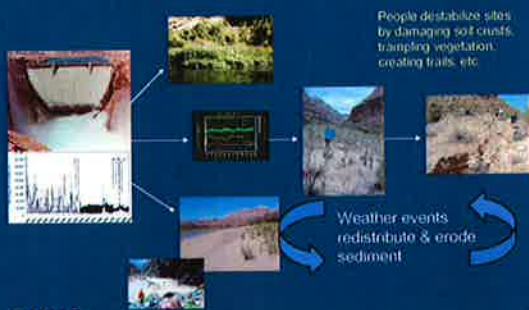 People destabilize sites
by damaging soil crusts,
trampling vegetation,
creating trails, etc.
Weather events
redistribute & erode
sediment